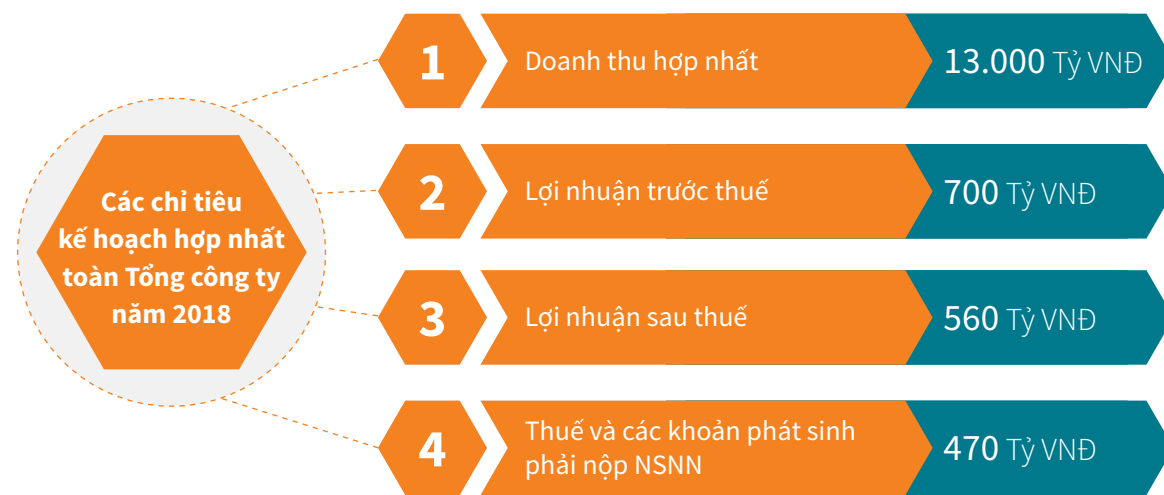 Các chỉ tiêu
kế hoạch hợp nhất
toàn Tổng công ty
năm 2018
1
Doanh thu hợp nhất
13.000 Tỷ VNĐ
2
Lợi nhuận trước thuế
700 Tỷ VNĐ
3
Lợi nhuận sau thuế
560 Tỷ VNĐ
4
Thuế và các khoản phát sinh
phải nộp NSNN
470 Tỷ VNĐ